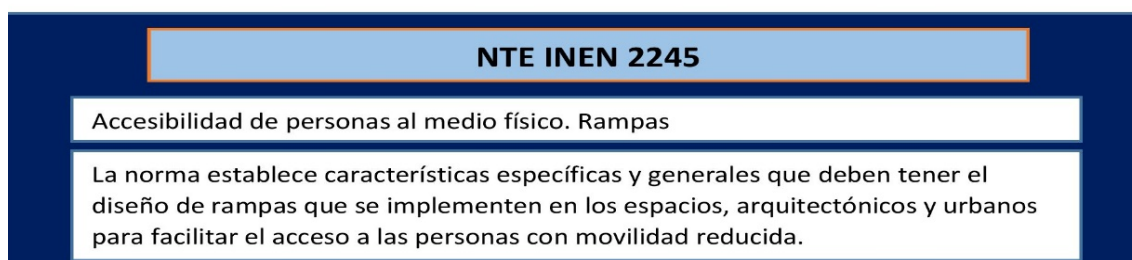 NTE INEN 2245
Accesibilidad de personas al medio físico. Rampas
La norma establece características específicas y generales que deben tener el
diseño de rampas que se implementen en los espacios, arquitectónicos y urbanos
para facilitar el acceso a las personas con movilidad reducida.